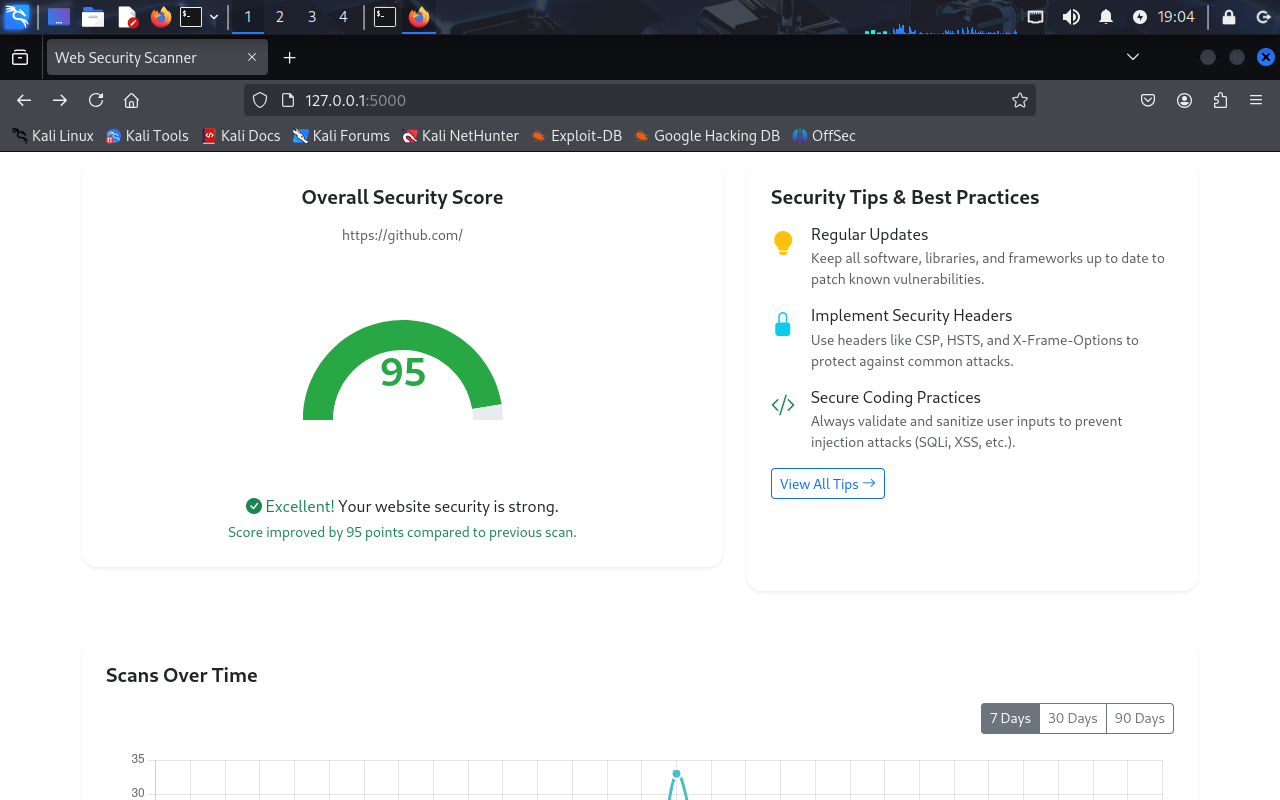 1 2 3 4 19:04
Web Security Scanner
127.0.0.1:5000
Kali Linux Kali Tools Kali Docs Kali Forums Kali NetHunter Exploit-DB Google Hacking DB OffSec
Overall Security Score
https://github.com/
95
Excellent! Your website security is strong.
Score improved by 95 points compared to previous scan.
Security Tips & Best Practices
Regular Updates
Keep all software, libraries, and frameworks up to date to
patch known vulnerabilities.
Implement Security Headers
Use headers like CSP, HSTS, and X-Frame-Options to
protect against common attacks.
Secure Coding Practices
Always validate and sanitize user inputs to prevent
injection attacks (SQLi, XSS, etc.).
View All Tips →
Scans Over Time
7 Days 30 Days 90 Days
35
30